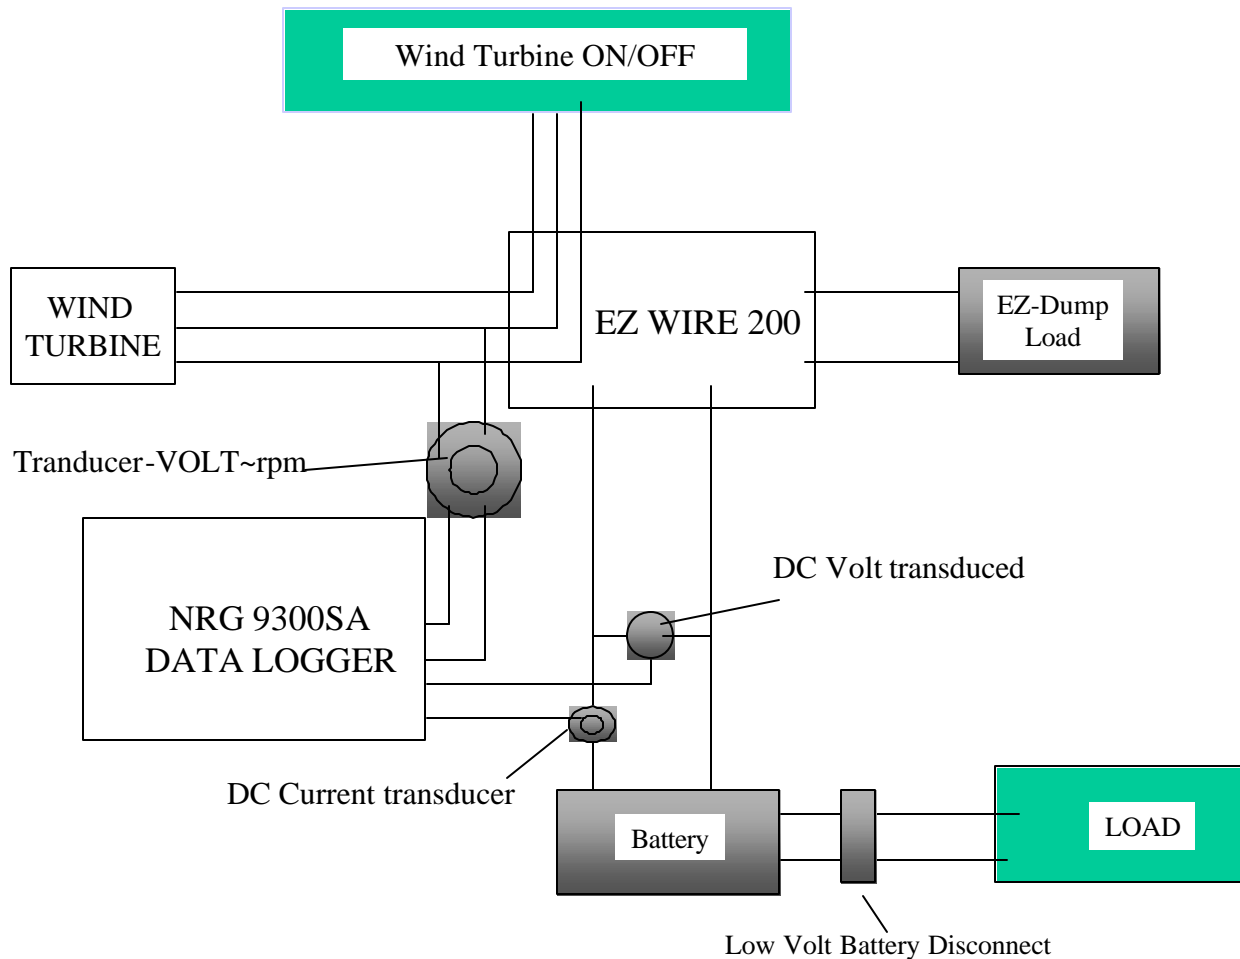 Wind Turbine ON/OFF
WIND
TURBINE
EZ WIRE 200
EZ-Dump
Load
Tranducer-VOLT~rpm
DC Volt transduced
NRG 9300SA
DATA LOGGER
DC Current transducer
Battery
LOAD
Low Volt Battery Disconnect